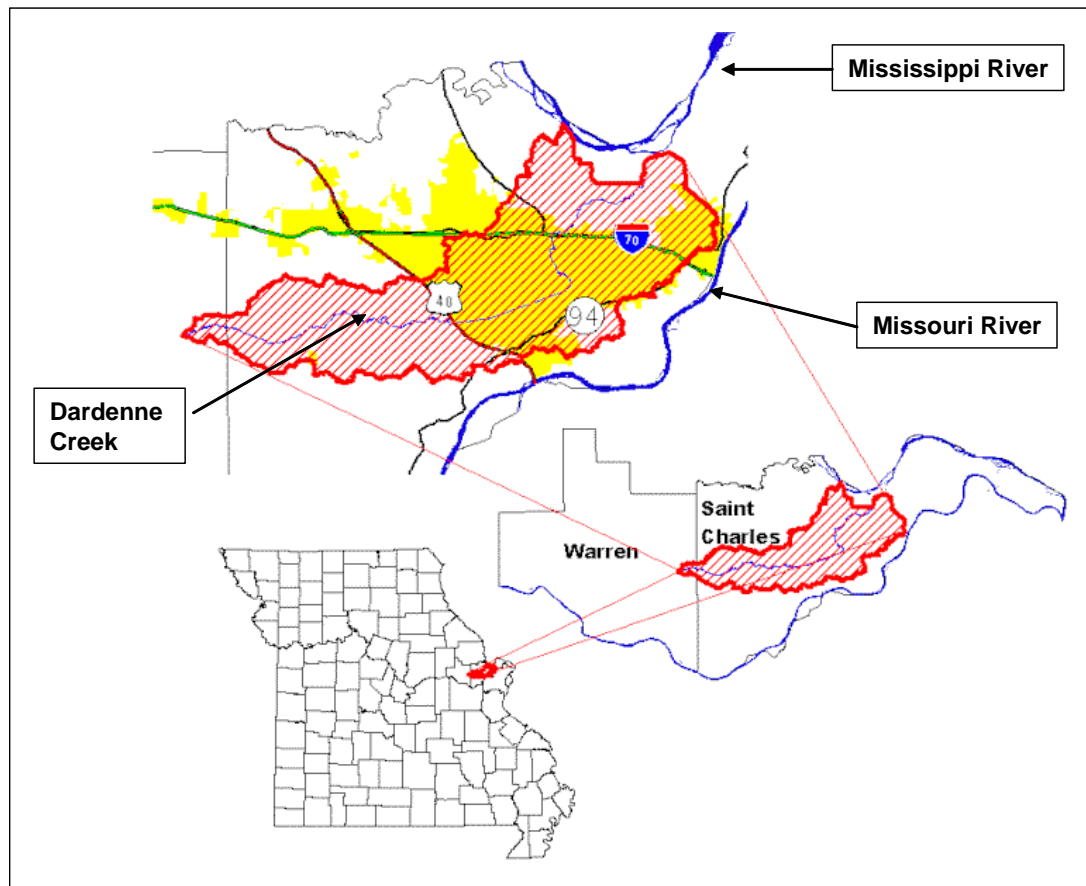 Mississippi River
70
40
94
Missouri River
Dardenne
Creek
Saint
Charles
Warren